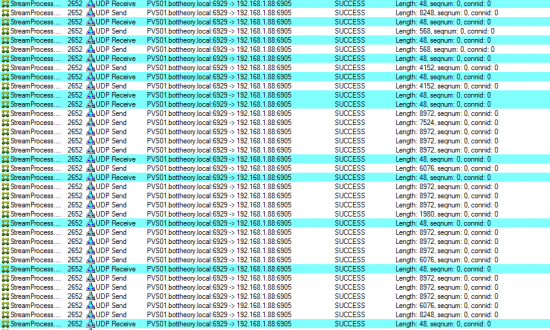 StreamProcess.... 2652 UDP Receive PVS01.bottheory.local:6929 -> 192.168.1.88:6905 SUCCESS Length: 48, seqnum: 0, connid: 0
StreamProcess.... 2652 UDP Send PVS01.bottheory.local:6929 -> 192.168.1.88:6905 SUCCESS Length: 8248, seqnum: 0, connid: 0
StreamProcess.... 2652 UDP Receive PVS01.bottheory.local:6929 -> 192.168.1.88:6905 SUCCESS Length: 48, seqnum: 0, connid: 0
StreamProcess.... 2652 UDP Send PVS01.bottheory.local:6929 -> 192.168.1.88:6905 SUCCESS Length: 568, seqnum: 0, connid: 0
StreamProcess.... 2652 UDP Receive PVS01.bottheory.local:6929 -> 192.168.1.88:6905 SUCCESS Length: 48, seqnum: 0, connid: 0
StreamProcess.... 2652 UDP Send PVS01.bottheory.local:6929 -> 192.168.1.88:6905 SUCCESS Length: 568, seqnum: 0, connid: 0
StreamProcess.... 2652 UDP Receive PVS01.bottheory.local:6929 -> 192.168.1.88:6905 SUCCESS Length: 48, seqnum: 0, connid: 0
StreamProcess.... 2652 UDP Send PVS01.bottheory.local:6929 -> 192.168.1.88:6905 SUCCESS Length: 4152, seqnum: 0, connid: 0
StreamProcess.... 2652 UDP Receive PVS01.bottheory.local:6929 -> 192.168.1.88:6905 SUCCESS Length: 48, seqnum: 0, connid: 0
StreamProcess.... 2652 UDP Send PVS01.bottheory.local:6929 -> 192.168.1.88:6905 SUCCESS Length: 4152, seqnum: 0, connid: 0
StreamProcess.... 2652 UDP Receive PVS01.bottheory.local:6929 -> 192.168.1.88:6905 SUCCESS Length: 48, seqnum: 0, connid: 0
StreamProcess.... 2652 UDP Receive PVS01.bottheory.local:6929 -> 192.168.1.88:6905 SUCCESS Length: 48, seqnum: 0, connid: 0
StreamProcess.... 2652 UDP Send PVS01.bottheory.local:6929 -> 192.168.1.88:6905 SUCCESS Length: 8972, seqnum: 0, connid: 0
StreamProcess.... 2652 UDP Send PVS01.bottheory.local:6929 -> 192.168.1.88:6905 SUCCESS Length: 7524, seqnum: 0, connid: 0
StreamProcess.... 2652 UDP Send PVS01.bottheory.local:6929 -> 192.168.1.88:6905 SUCCESS Length: 8972, seqnum: 0, connid: 0
StreamProcess.... 2652 UDP Send PVS01.bottheory.local:6929 -> 192.168.1.88:6905 SUCCESS Length: 8972, seqnum: 0, connid: 0
StreamProcess.... 2652 UDP Send PVS01.bottheory.local:6929 -> 192.168.1.88:6905 SUCCESS Length: 8972, seqnum: 0, connid: 0
StreamProcess.... 2652 UDP Receive PVS01.bottheory.local:6929 -> 192.168.1.88:6905 SUCCESS Length: 48, seqnum: 0, connid: 0
StreamProcess.... 2652 UDP Send PVS01.bottheory.local:6929 -> 192.168.1.88:6905 SUCCESS Length: 6076, seqnum: 0, connid: 0
StreamProcess.... 2652 UDP Receive PVS01.bottheory.local:6929 -> 192.168.1.88:6905 SUCCESS Length: 48, seqnum: 0, connid: 0
StreamProcess.... 2652 UDP Send PVS01.bottheory.local:6929 -> 192.168.1.88:6905 SUCCESS Length: 8972, seqnum: 0, connid: 0
StreamProcess.... 2652 UDP Send PVS01.bottheory.local:6929 -> 192.168.1.88:6905 SUCCESS Length: 8972, seqnum: 0, connid: 0
StreamProcess.... 2652 UDP Send PVS01.bottheory.local:6929 -> 192.168.1.88:6905 SUCCESS Length: 8972, seqnum: 0, connid: 0
StreamProcess.... 2652 UDP Send PVS01.bottheory.local:6929 -> 192.168.1.88:6905 SUCCESS Length: 1980, seqnum: 0, connid: 0
StreamProcess.... 2652 UDP Receive PVS01.bottheory.local:6929 -> 192.168.1.88:6905 SUCCESS Length: 48, seqnum: 0, connid: 0
StreamProcess.... 2652 UDP Send PVS01.bottheory.local:6929 -> 192.168.1.88:6905 SUCCESS Length: 8972, seqnum: 0, connid: 0
StreamProcess.... 2652 UDP Send PVS01.bottheory.local:6929 -> 192.168.1.88:6905 SUCCESS Length: 8972, seqnum: 0, connid: 0
StreamProcess.... 2652 UDP Send PVS01.bottheory.local:6929 -> 192.168.1.88:6905 SUCCESS Length: 8972, seqnum: 0, connid: 0
StreamProcess.... 2652 UDP Send PVS01.bottheory.local:6929 -> 192.168.1.88:6905 SUCCESS Length: 6076, seqnum: 0, connid: 0
StreamProcess.... 2652 UDP Receive PVS01.bottheory.local:6929 -> 192.168.1.88:6905 SUCCESS Length: 48, seqnum: 0, connid: 0
StreamProcess.... 2652 UDP Send PVS01.bottheory.local:6929 -> 192.168.1.88:6905 SUCCESS Length: 8972, seqnum: 0, connid: 0
StreamProcess.... 2652 UDP Send PVS01.bottheory.local:6929 -> 192.168.1.88:6905 SUCCESS Length: 8972, seqnum: 0, connid: 0
StreamProcess.... 2652 UDP Send PVS01.bottheory.local:6929 -> 192.168.1.88:6905 SUCCESS Length: 8972, seqnum: 0, connid: 0
StreamProcess.... 2652 UDP Send PVS01.bottheory.local:6929 -> 192.168.1.88:6905 SUCCESS Length: 6076, seqnum: 0, connid: 0
StreamProcess.... 2652 UDP Send PVS01.bottheory.local:6929 -> 192.168.1.88:6905 SUCCESS Length: 8248, seqnum: 0, connid: 0
StreamProcess.... 2652 UDP Receive PVS01.bottheory.local:6929 -> 192.168.1.88:6905 SUCCESS Length: 48, seqnum: 0, connid: 0